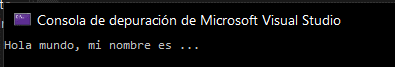 Consola de depuración de Microsoft Visual Studio
Hola mundo, mi nombre es ...